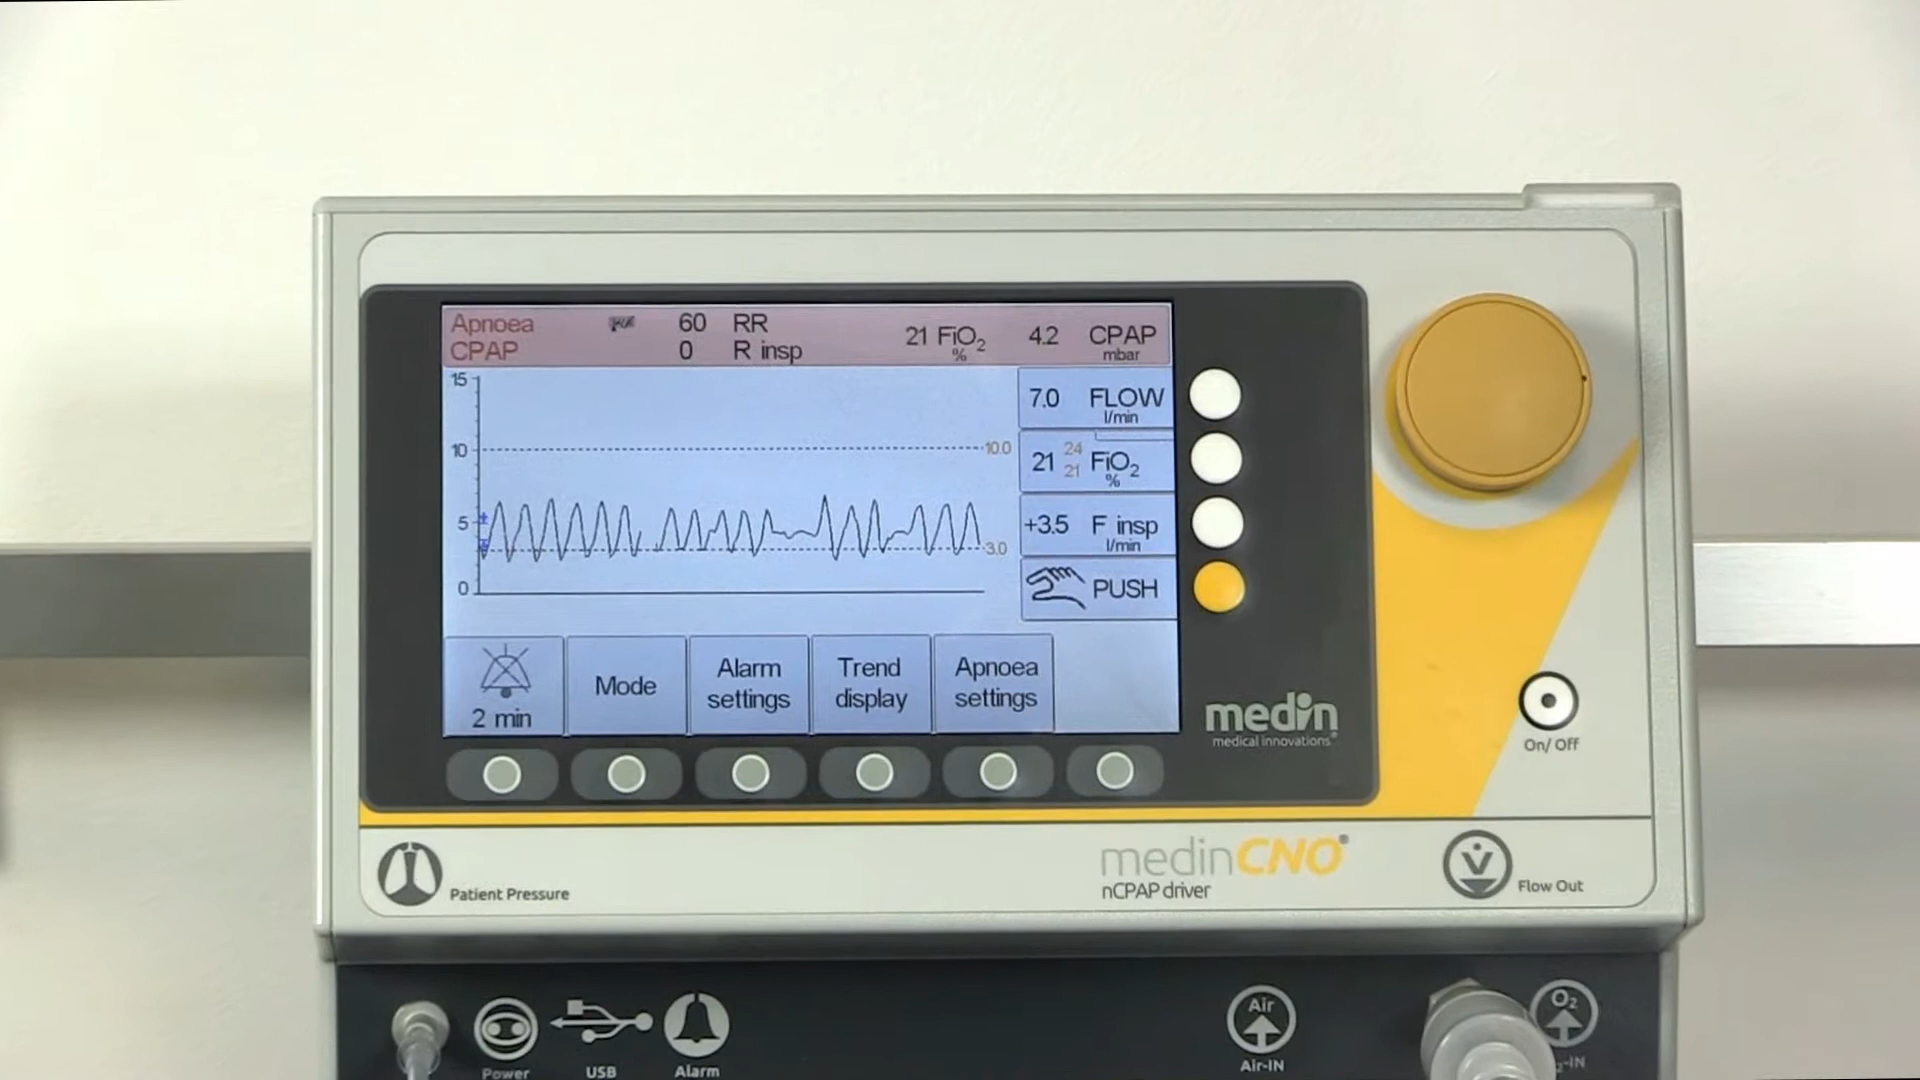 Apnoea 60 RR 21 FiO2 % 4.2 CPAP mbar
CPAP 0 R insp
15
10 10.0
5 3.0
0
7.0 FLOW l/min
21 24 21 FiO2 %
+3.5 F insp l/min
PUSH
2 min
Mode
Alarm settings
Trend display
Apnoea settings
medin
medical innovations®
On/ Off
Patient Pressure
medinCNO®
nCPAP driver
V
Flow Out
Power
USB
Alarm
Air
Air-IN
O2
-IN